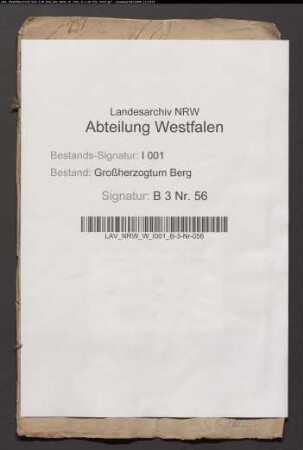 Landesarchiv NRW
Abteilung Westfalen
Bestands-Signatur: I 001
Bestand: Großherzogtum Berg
Signatur: B 3 Nr. 56
LAV_NRW_W_I001_B-3-Nr-056